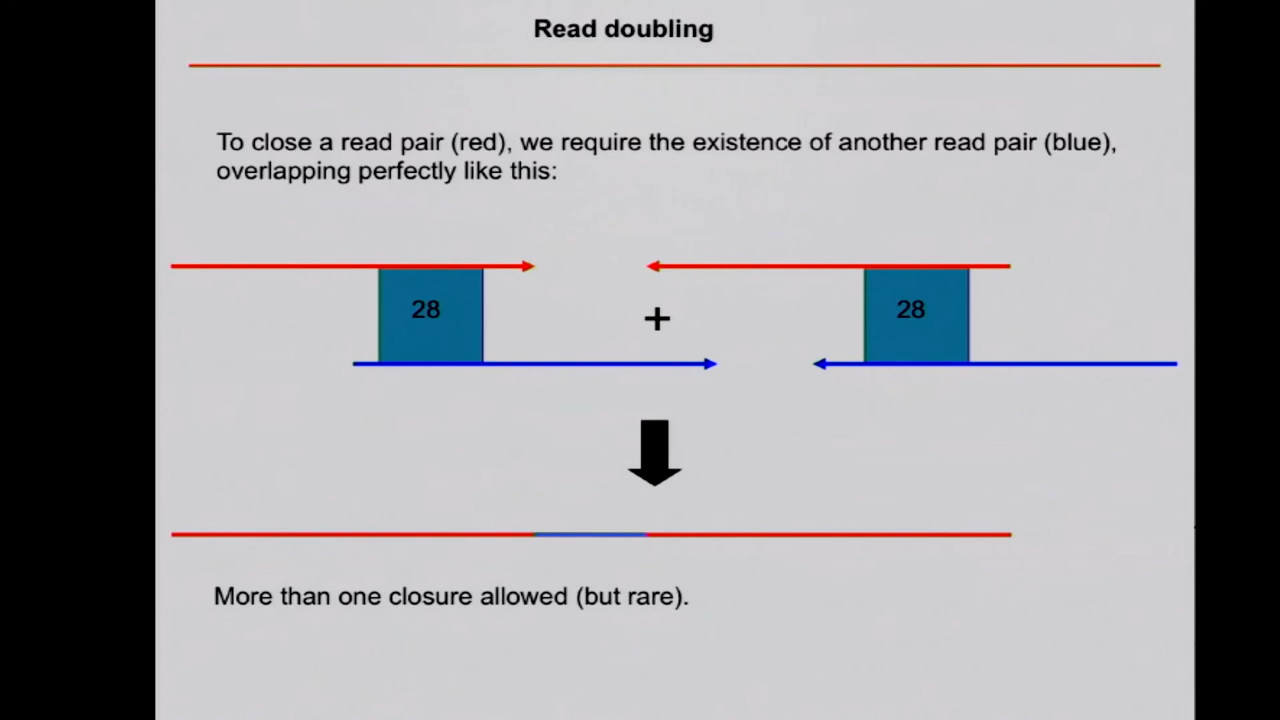 Read doubling
To close a read pair (red), we require the existence of another read pair (blue),
overlapping perfectly like this:
28
28
+
More than one closure allowed (but rare).